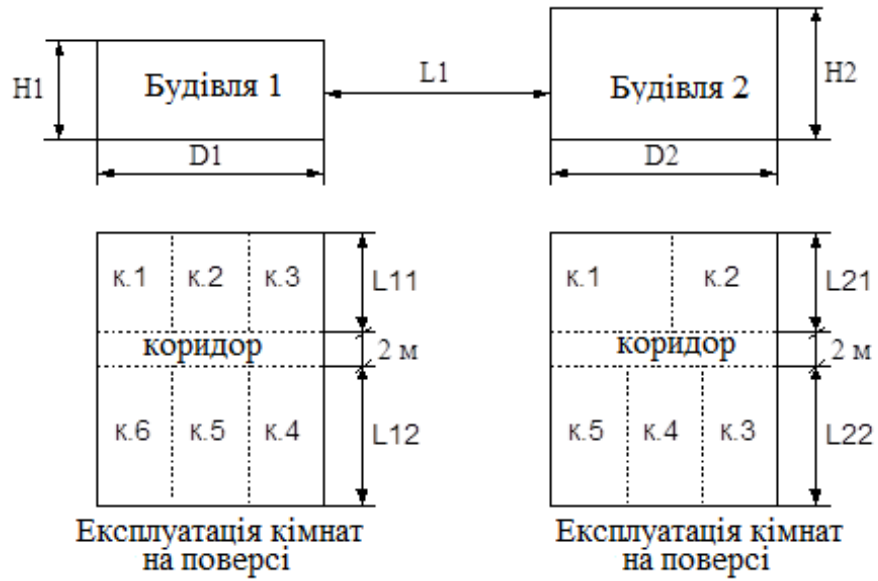 H1
Будівля 1
L1
Будівля 2
H2
D1
D2
к.1 к.2 к.3
L11
к.1 к.2
L21
коридор
2 м
коридор
2 м
к.6 к.5 к.4
L12
к.5 к.4 к.3
L22
Експлуатація кімнат
на поверсі
Експлуатація кімнат
на поверсі